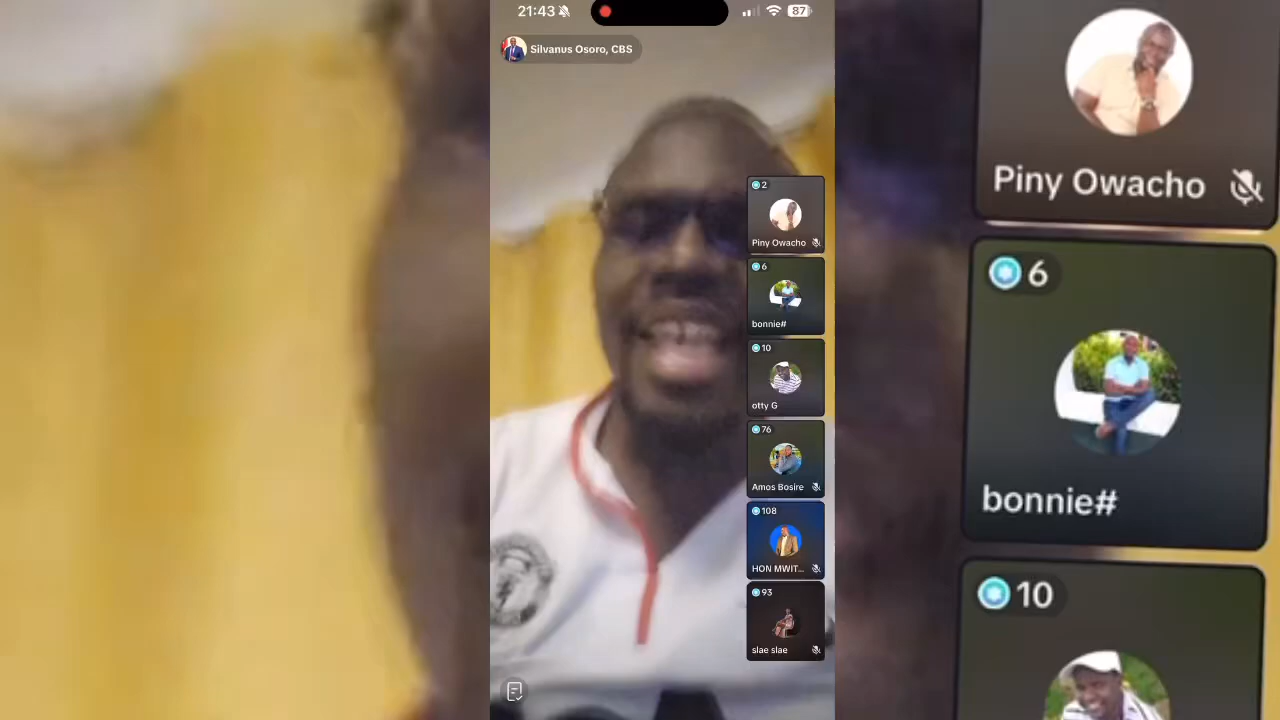 21:43
87
Silvanus Osoro, CBS
2
Piny Owacho
6
bonnie#
10
otty G
76
Amos Bosire
108
HON MWIT...
93
slae slae
Piny Owacho
6
bonnie#
10